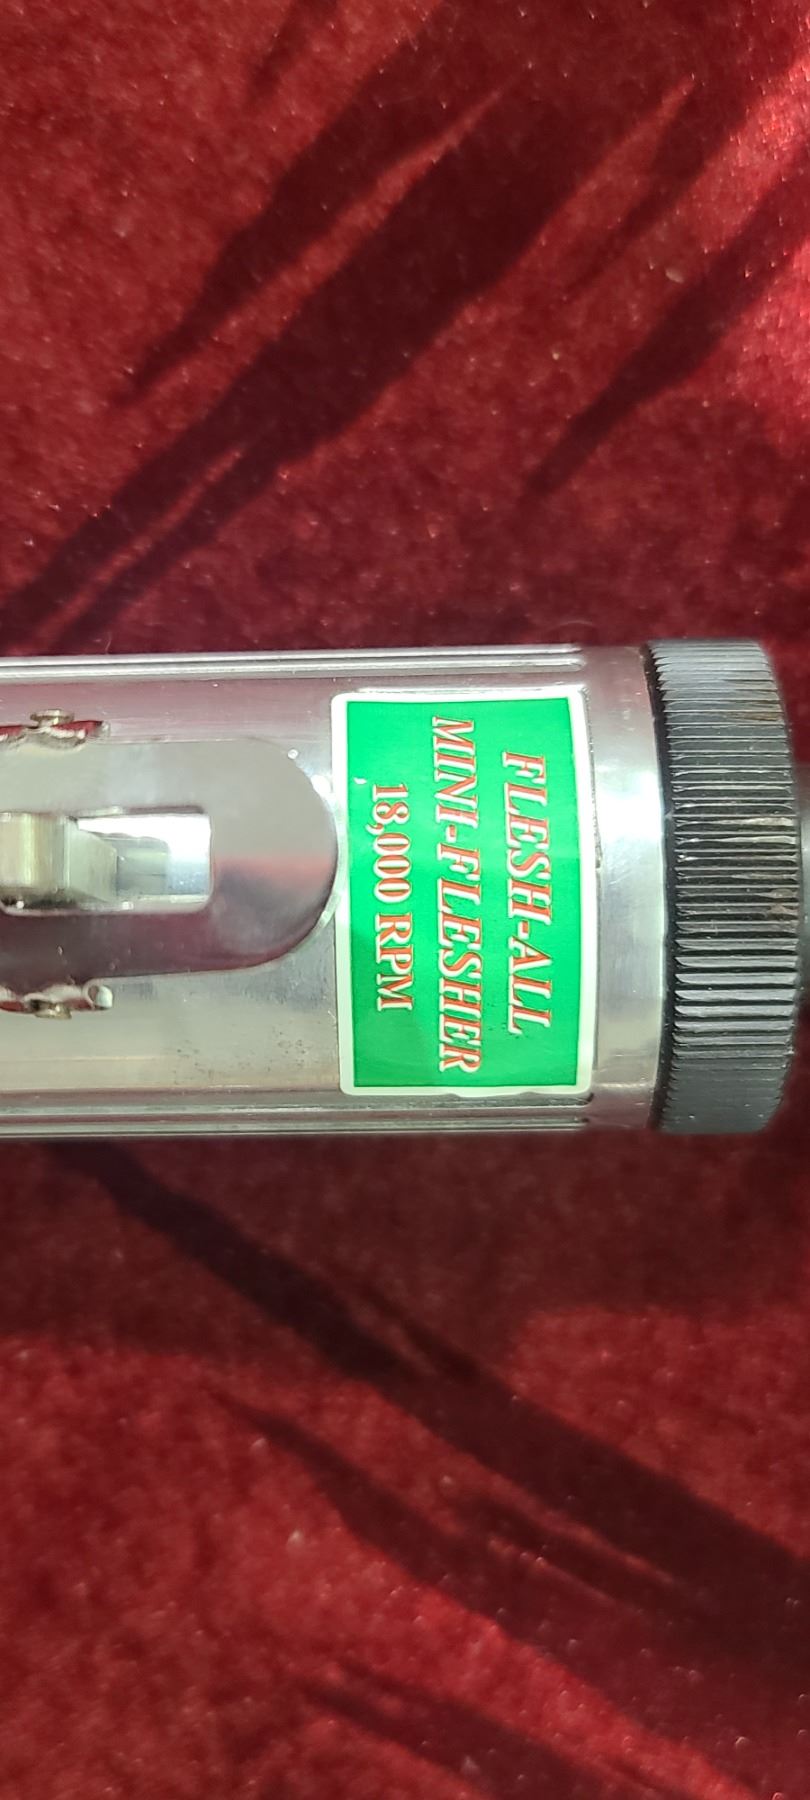 FLESH-ALL
MINI-FLESHER
18,000 RPM